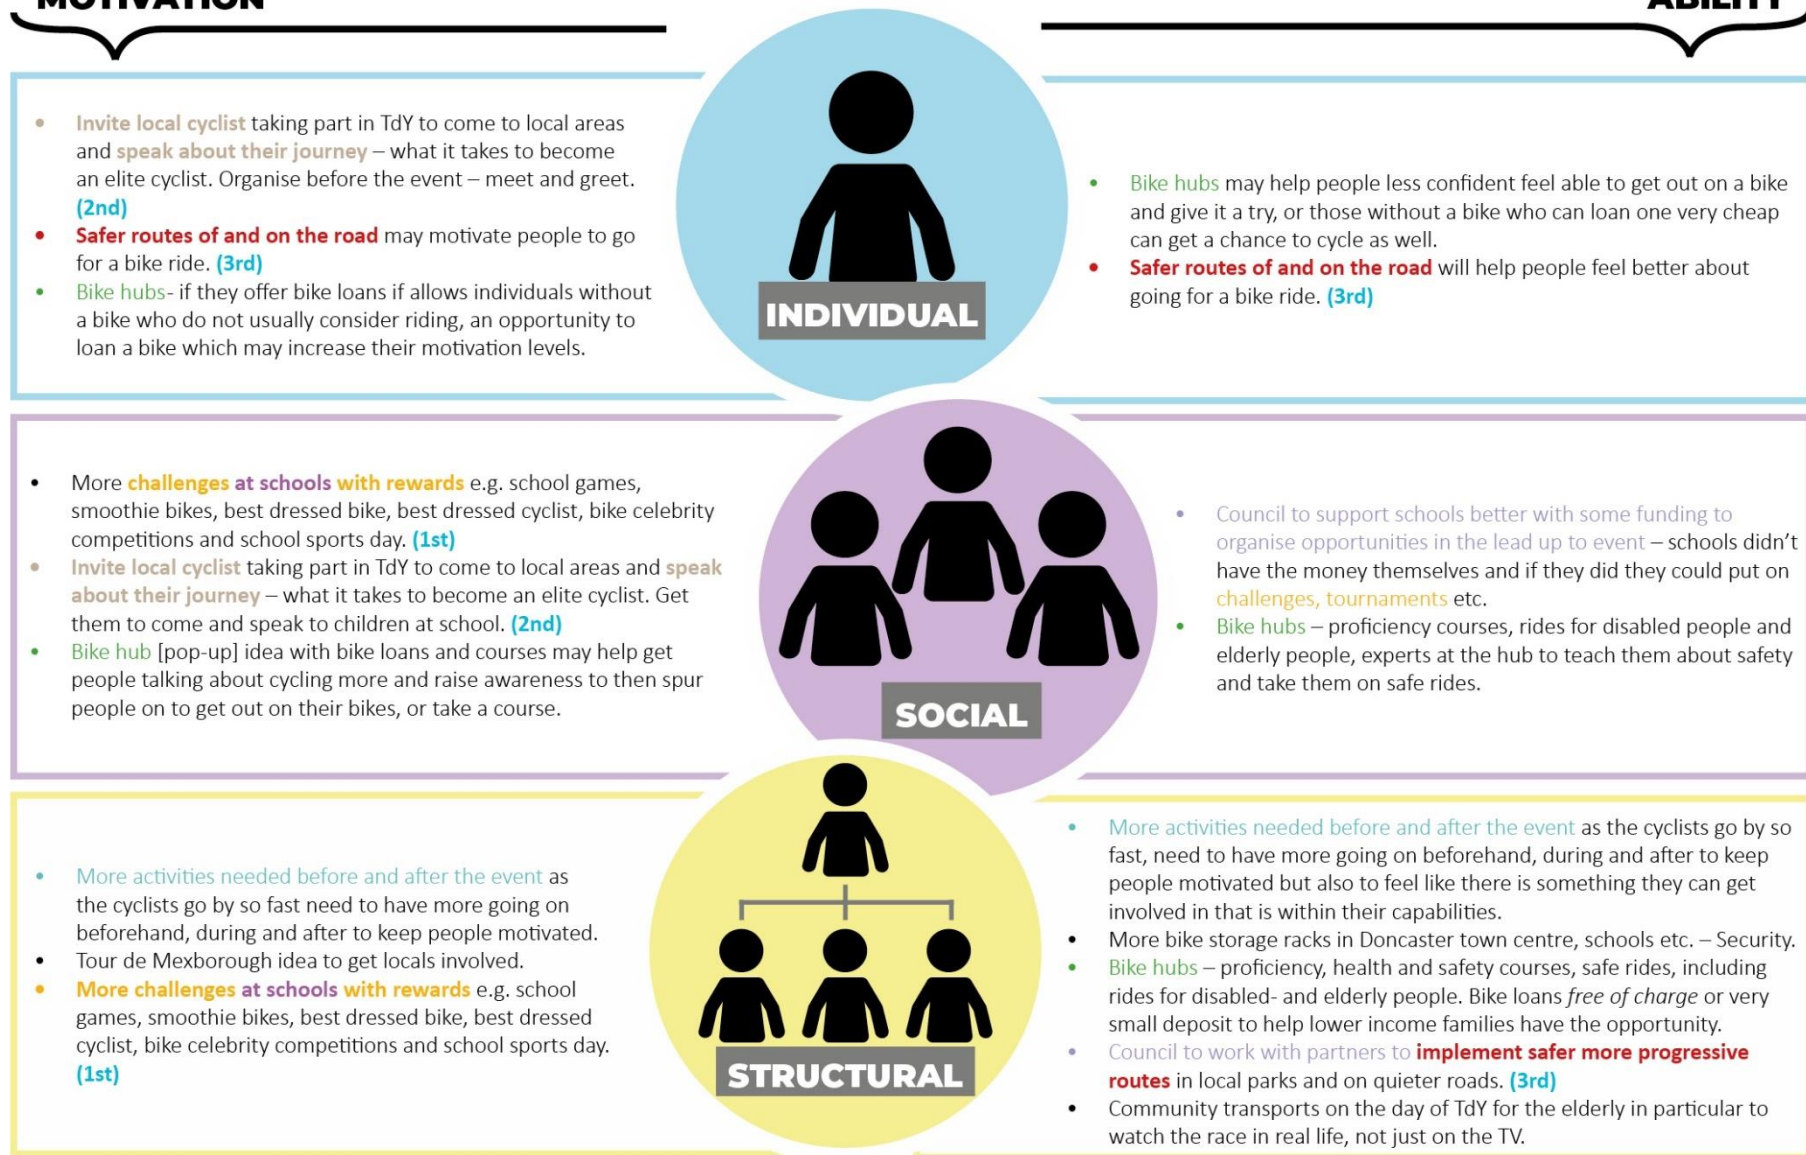 MOTIVATION
ABILITY
• Invite local cyclist taking part in TdY to come to local areas
and speak about their journey – what it takes to become
an elite cyclist. Organise before the event – meet and greet.
(2nd)
• Safer routes of and on the road may motivate people to go
for a bike ride. (3rd)
• Bike hubs- if they offer bike loans if allows individuals without
a bike who do not usually consider riding, an opportunity to
loan a bike which may increase their motivation levels.
INDIVIDUAL
• Bike hubs may help people less confident feel able to get out on a bike
and give it a try, or those without a bike who can loan one very cheap
can get a chance to cycle as well.
• Safer routes of and on the road will help people feel better about
going for a bike ride. (3rd)
• More challenges at schools with rewards e.g. school games,
smoothie bikes, best dressed bike, best dressed cyclist, bike celebrity
competitions and school sports day. (1st)
• Invite local cyclist taking part in TdY to come to local areas and speak
about their journey – what it takes to become an elite cyclist. Get
them to come and speak to children at school. (2nd)
• Bike hub [pop-up] idea with bike loans and courses may help get
people talking about cycling more and raise awareness to then spur
people on to get out on their bikes, or take a course.
SOCIAL
• Council to support schools better with some funding to
organise opportunities in the lead up to event – schools didn’t
have the money themselves and if they did they could put on
challenges, tournaments etc.
• Bike hubs – proficiency courses, rides for disabled people and
elderly people, experts at the hub to teach them about safety
and take them on safe rides.
• More activities needed before and after the event as
the cyclists go by so fast need to have more going on
beforehand, during and after to keep people motivated.
• Tour de Mexborough idea to get locals involved.
• More challenges at schools with rewards e.g. school
games, smoothie bikes, best dressed bike, best dressed
cyclist, bike celebrity competitions and school sports day.
(1st)
STRUCTURAL
• More activities needed before and after the event as the cyclists go by so
fast, need to have more going on beforehand, during and after to keep
people motivated but also to feel like there is something they can get
involved in that is within their capabilities.
• More bike storage racks in Doncaster town centre, schools etc. – Security.
• Bike hubs – proficiency, health and safety courses, safe rides, including
rides for disabled- and elderly people. Bike loans free of charge or very
small deposit to help lower income families have the opportunity.
• Council to work with partners to implement safer more progressive
routes in local parks and on quieter roads. (3rd)
• Community transports on the day of TdY for the elderly in particular to
watch the race in real life, not just on the TV.